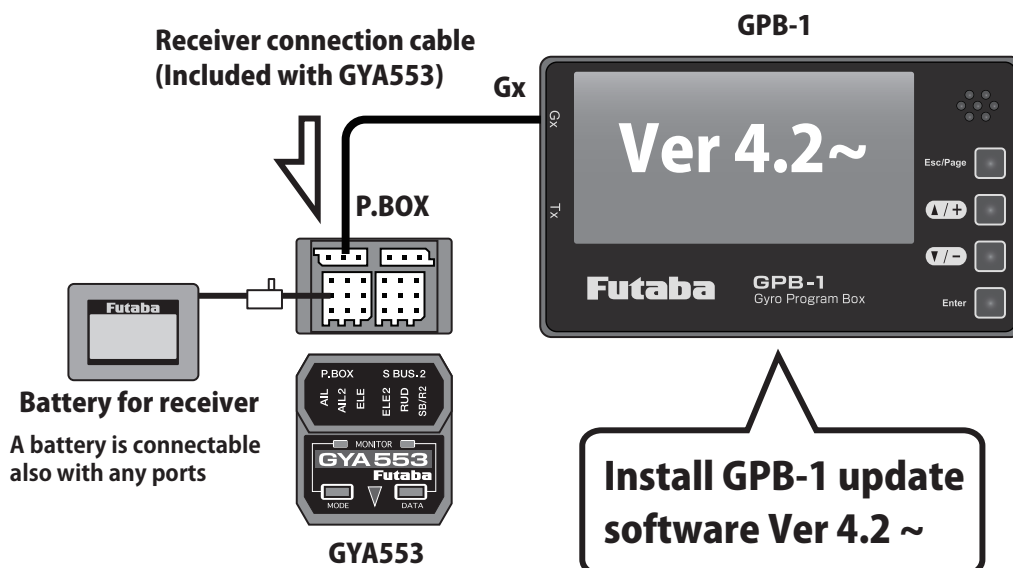 GPB-1
Receiver connection cable
(Included with GYA553)
Gx
Gx
Ver 4.2~
Esc/Page
▲/+
P.BOX
Tx
▼/-
Futaba
GPB-1
Gyro Program Box
Enter
Futaba
P.BOX S BUS.2
AIL AIL2 ELE ELE2 RUD SB/R2
Battery for receiver
A battery is connectable
also with any ports
MONITOR
GYA553
Futaba
MODE DATA
GYA553
Install GPB-1 update
software Ver 4.2 ~